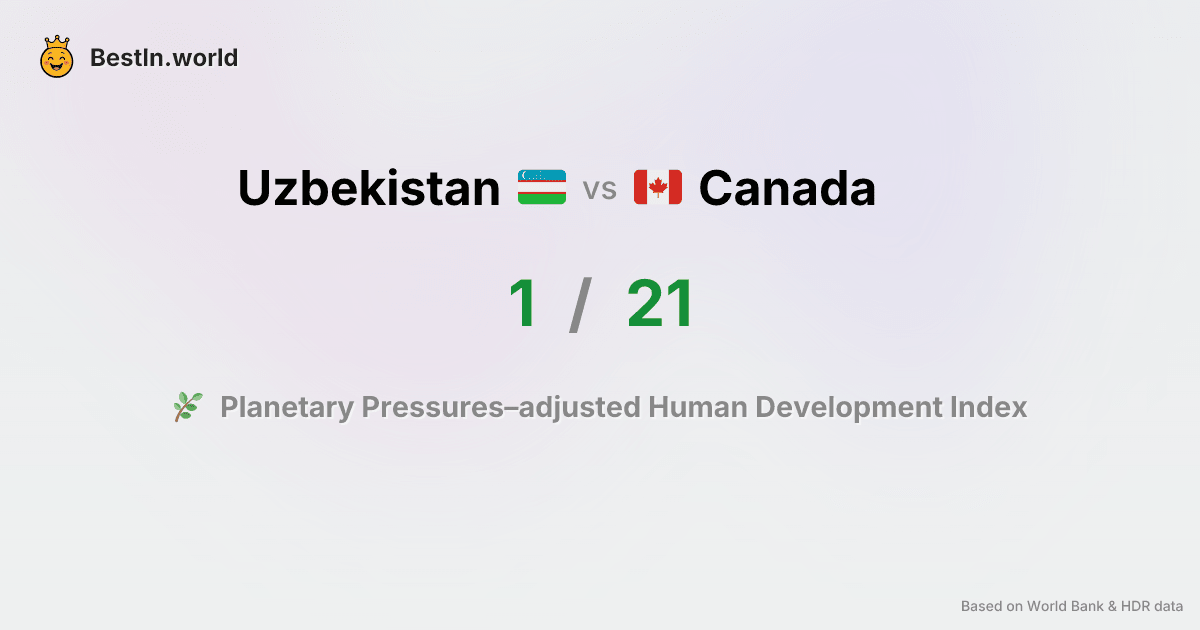 BestIn.world
Uzbekistan vs Canada
1 / 21
Planetary Pressures–adjusted Human Development Index
Based on World Bank & HDR data